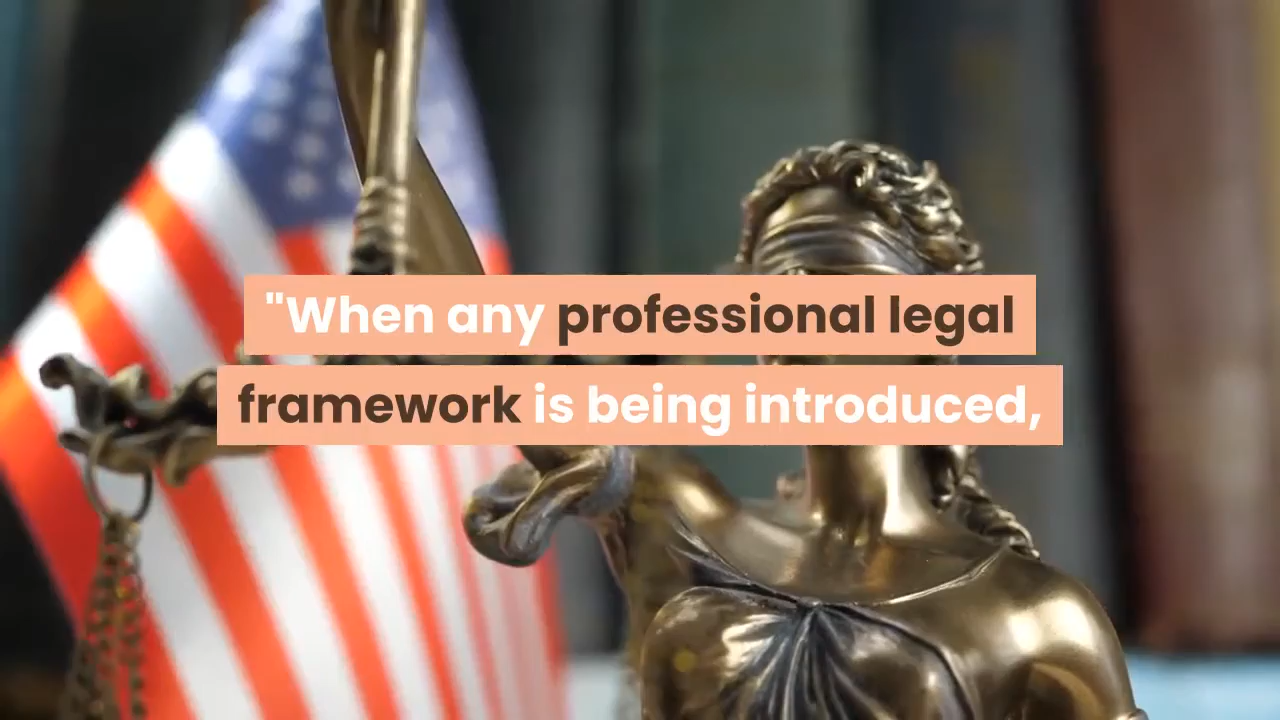 "When any professional legal
framework is being introduced,